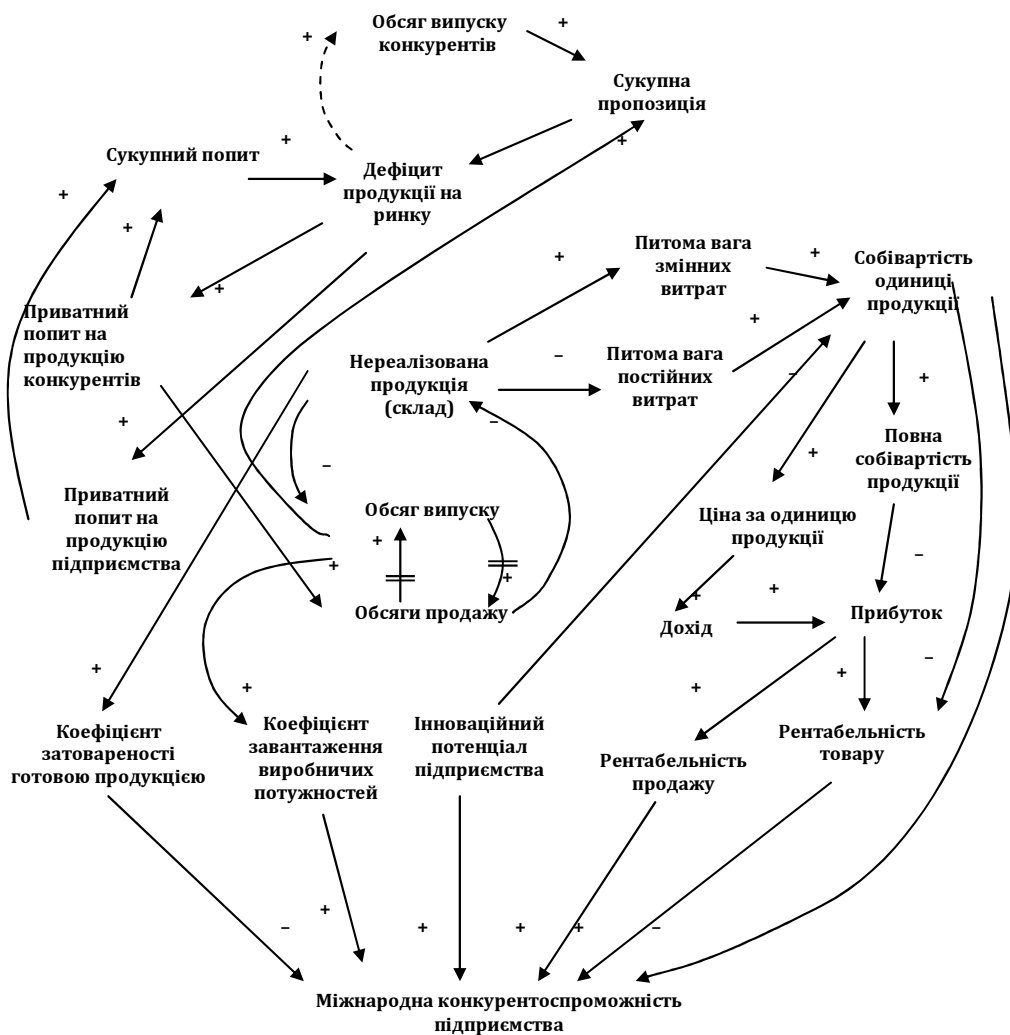 Обсяг випуску
конкурентів
+
+
Сукупна
пропозиція
+
+
Сукупний попит
Дефіцит
продукції на
ринку
+
+
+
Приватний
попит на
продукцію
конкурентів
Питома вага
змінних
витрат
+
+
Собівартість
одиниці
продукції
Нереалізована
продукція
(склад)
–
Питома вага
постійних
витрат
+
–
+
–
+
Повна
собівартість
продукції
+
–
Приватний
попит на
продукцію
підприємства
Обсяг випуску
Ціна за одиницю
продукції
+
+
+
–
Обсяги продажу
+
+
Дохід
Прибуток
+
+
+
+
–
Коефіцієнт
затовареності
готовою продукцією
Коефіцієнт
завантаження
виробничих
потужностей
Інноваційний
потенціал
підприємства
Рентабельність
продажу
Рентабельність
товару
–
+
+
+
+
–
Міжнародна конкурентоспроможність
підприємства